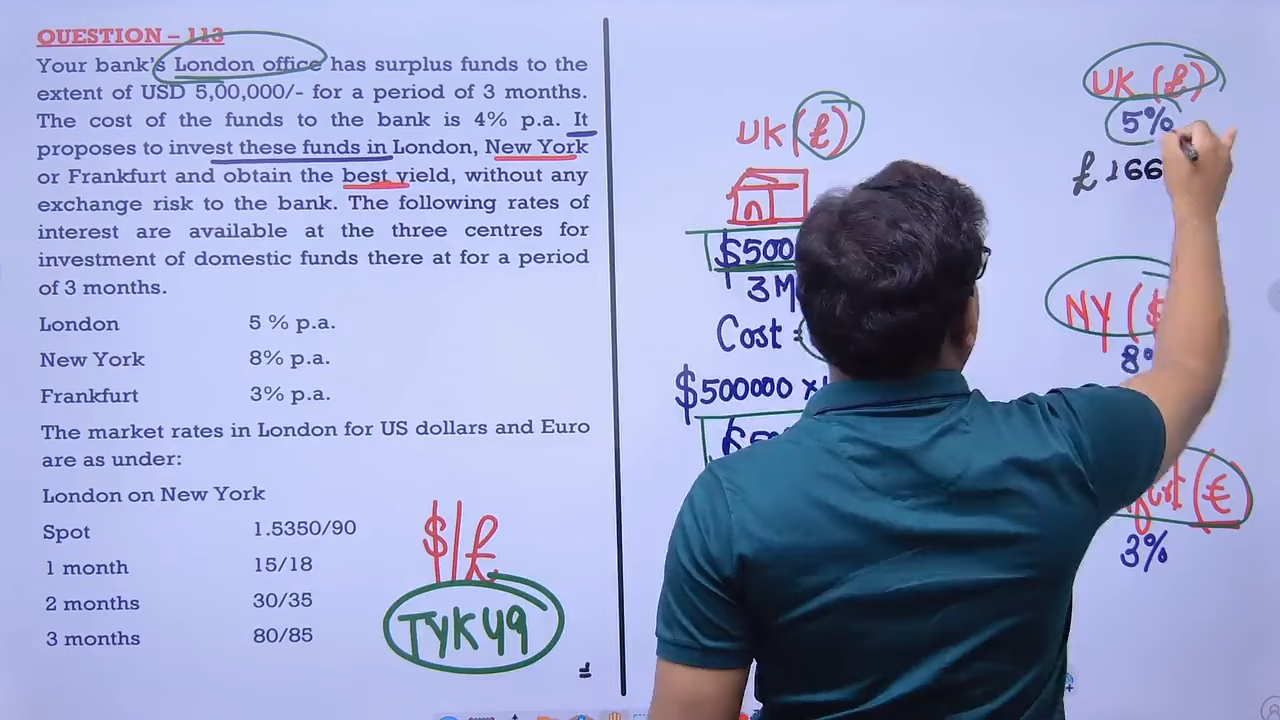 QUESTION – 113
Your bank's London office has surplus funds to the
extent of USD 5,00,000/- for a period of 3 months.
The cost of the funds to the bank is 4% p.a. It
proposes to invest these funds in London, New York
or Frankfurt and obtain the best yield, without any
exchange risk to the bank. The following rates of
interest are available at the three centres for
investment of domestic funds there at for a period
of 3 months.
London 5 % p.a.
New York 8% p.a.
Frankfurt 3% p.a.
The market rates in London for US dollars and Euro
are as under:
London on New York
Spot 1.5350/90
1 month 15/18
2 months 30/35
3 months 80/85
$/£
TYK49
UK (£)
$500
3M
Cost =
$500000 ×
UK (£)
5%
£ 166
NY ($
8%
(€)
3%